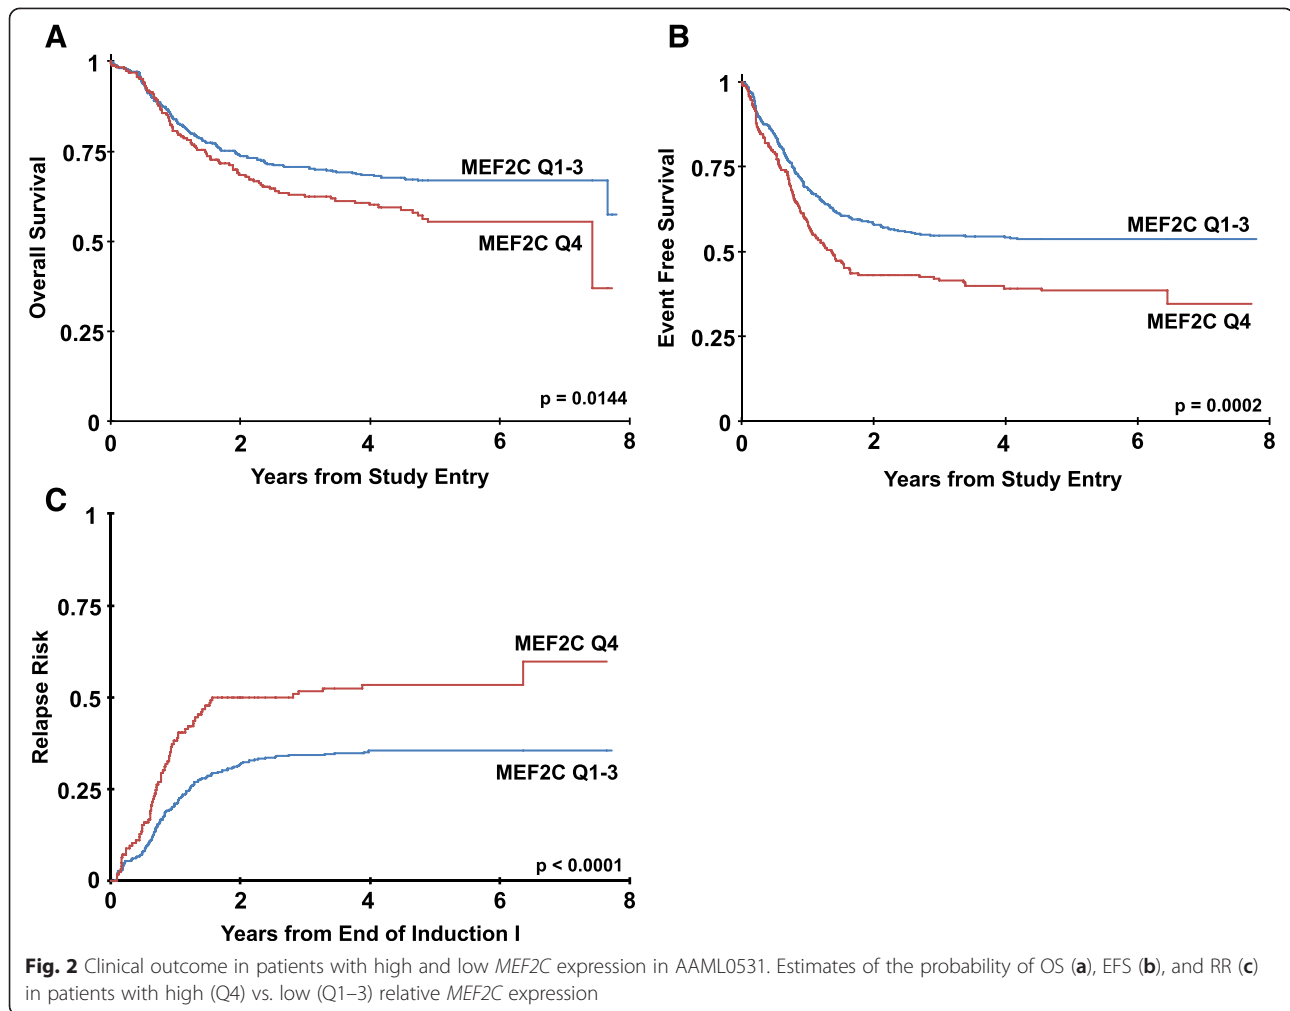 A
1
0.75
0.5
0.25
0
Overall Survival
MEF2C Q1-3
MEF2C Q4
p = 0.0144
0 2 4 6 8
Years from Study Entry
B
1
0.75
0.5
0.25
0
Event Free Survival
MEF2C Q1-3
MEF2C Q4
p = 0.0002
0 2 4 6 8
Years from Study Entry
C
1
0.75
0.5
0.25
0
Relapse Risk
MEF2C Q4
MEF2C Q1-3
p < 0.0001
0 2 4 6 8
Years from End of Induction I
Fig. 2 Clinical outcome in patients with high and low MEF2C expression in AAML0531. Estimates of the probability of OS (a), EFS (b), and RR (c)
in patients with high (Q4) vs. low (Q1–3) relative MEF2C expression